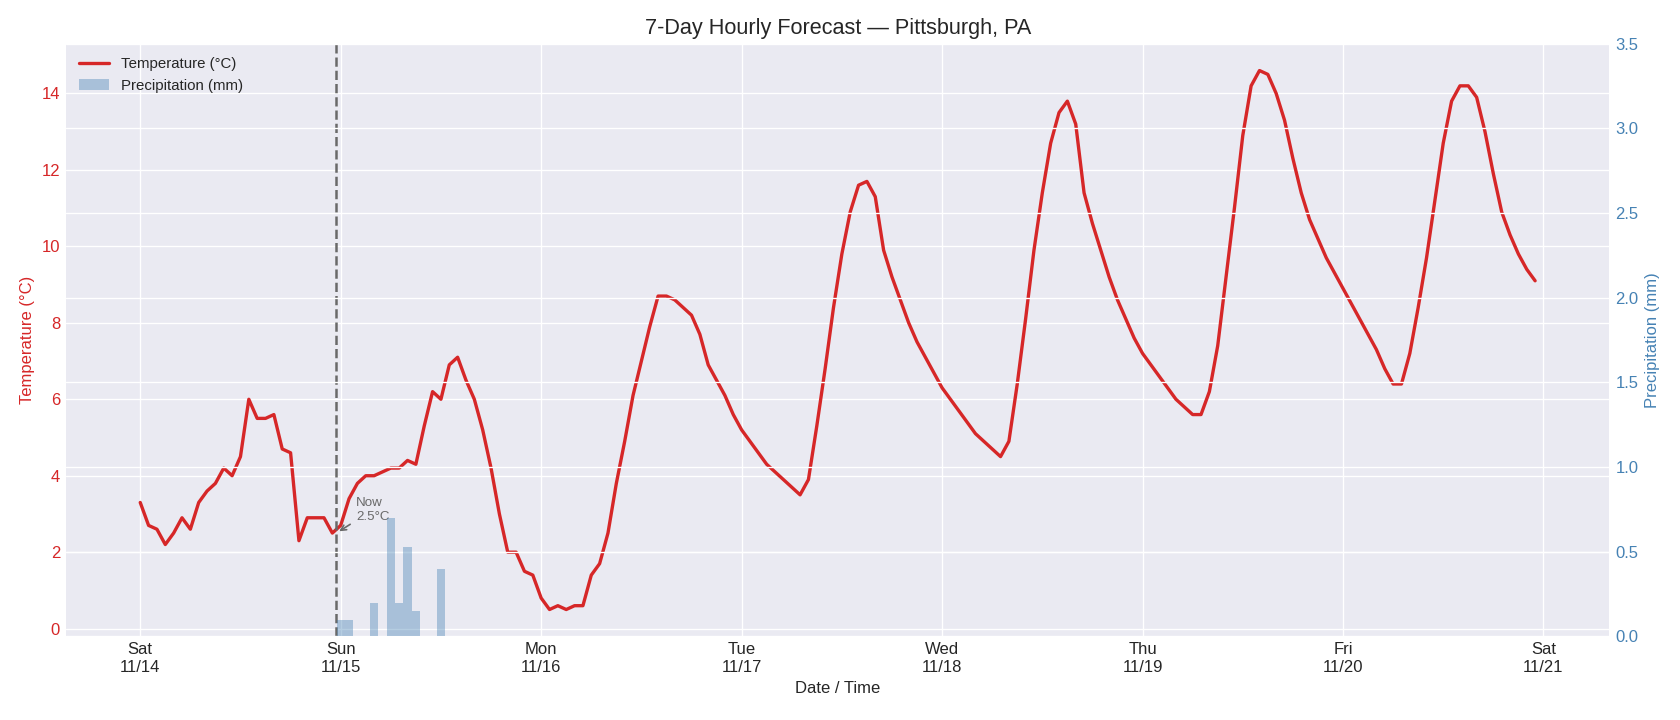 7-Day Hourly Forecast — Pittsburgh, PA
Temperature (°C)
Precipitation (mm)
14
12
10
8
6
4
2
0
Temperature (°C)
3.5
3.0
2.5
2.0
1.5
1.0
0.5
0.0
Precipitation (mm)
Now
2.5°C
Sat
11/14
Sun
11/15
Mon
11/16
Tue
11/17
Wed
11/18
Thu
11/19
Fri
11/20
Sat
11/21
Date / Time